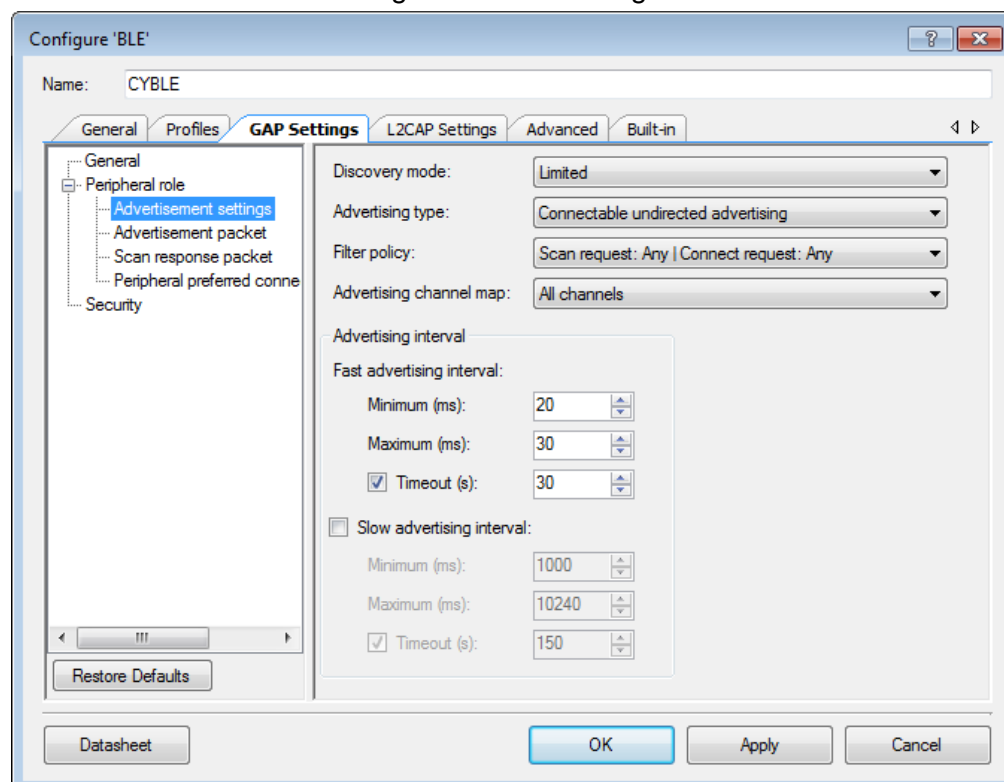 Configure 'BLE'
Name: CYBLE
General Profiles GAP Settings L2CAP Settings Advanced Built-in
General
Peripheral role
Advertisement settings
Advertisement packet
Scan response packet
Peripheral preferred conne
Security
Restore Defaults
Discovery mode: Limited
Advertising type: Connectable undirected advertising
Filter policy: Scan request: Any | Connect request: Any
Advertising channel map: All channels
Advertising interval
Fast advertising interval:
Minimum (ms): 20
Maximum (ms): 30
Timeout (s): 30
Slow advertising interval:
Minimum (ms): 1000
Maximum (ms): 10240
Timeout (s): 150
Datasheet OK Apply Cancel